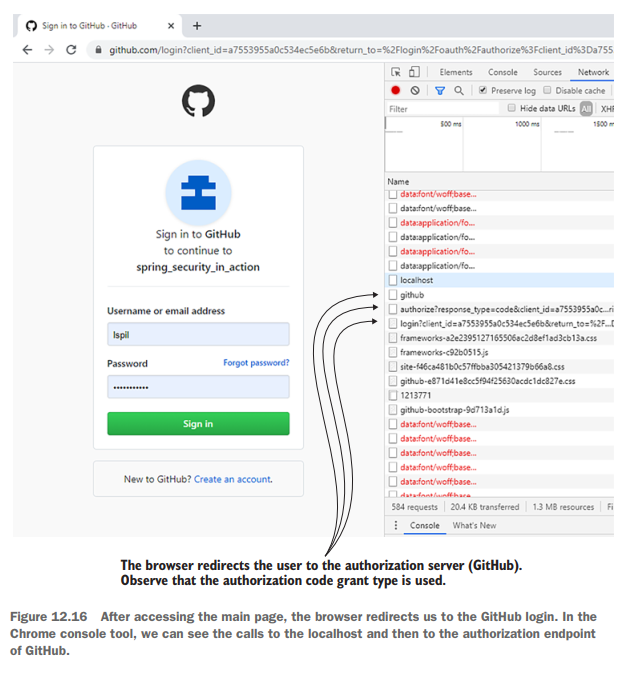 Sign in to GitHub · GitHub
github.com/login?client_id=a7553955a0c534ec5e6b&return_to=%2Flogin%2Foauth%2Fauthorize%3Fclient_id%3Da755
Elements Console Sources Network
Preserve log Disable cache
Filter Hide data URLs All XHR
500 ms 1000 ms 1500 m
Name
data:font/woff;base...
data:font/woff;base...
data:application/fo...
data:application/fo...
data:application/fo...
data:application/fo...
localhost
github
authorize?response_type=code&client_id=a7553955a0c...ri
login?client_id=a7553955a0c534ec5e6b&return_to=%2F...D
frameworks-a2e2395127165506ac2d8ef1ad3cb13a.css
frameworks-c92b0515.js
site-f46ca481b0c57ffbba305421379b66a8.css
github-e871d41e8cc5f94f25630acdc1dc827e.css
1213771
github-bootstrap-9d713a1d.js
data:font/woff;base...
data:font/woff;base...
data:font/woff;base...
data:font/woff;base...
data:font/woff;base...
data:font/woff;base...
584 requests 20.4 KB transferred 1.3 MB resources Fi
Console What's New
Sign in to GitHub
to continue to
spring_security_in_action
Username or email address
lspil
Password Forgot password?
Sign in
New to GitHub? Create an account.
The browser redirects the user to the authorization server (GitHub).
Observe that the authorization code grant type is used.
Figure 12.16 After accessing the main page, the browser redirects us to the GitHub login. In the
Chrome console tool, we can see the calls to the localhost and then to the authorization endpoint
of GitHub.